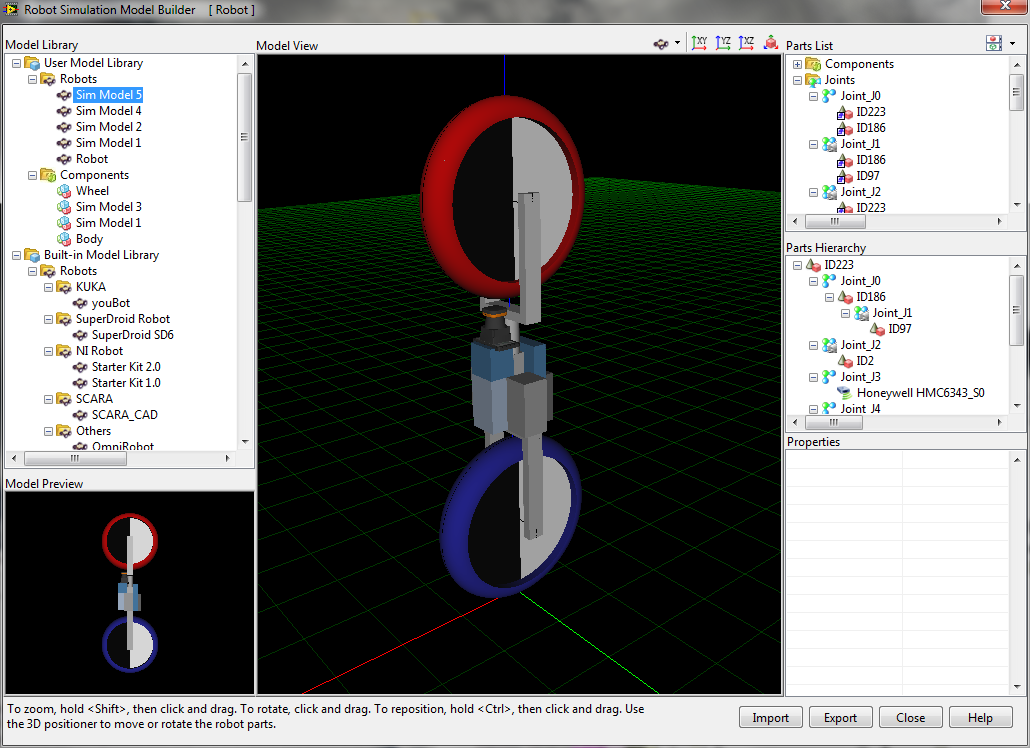 Robot Simulation Model Builder [ Robot ]
Model Library
User Model Library
Robots
Sim Model 5
Sim Model 4
Sim Model 2
Sim Model 1
Robot
Components
Wheel
Sim Model 3
Sim Model 1
Body
Built-in Model Library
Robots
KUKA
youBot
SuperDroid Robot
SuperDroid SD6
NI Robot
Starter Kit 2.0
Starter Kit 1.0
SCARA
SCARA_CAD
Others
OmniRobot
Model Preview
Model View
XY YZ XZ
Parts List
Components
Joints
Joint_J0
ID223
ID186
Joint_J1
ID186
ID97
Joint_J2
ID223
Parts Hierarchy
ID223
Joint_J0
ID186
Joint_J1
ID97
Joint_J2
ID2
Joint_J3
Honeywell HMC6343_S0
Joint J4
Properties
To zoom, hold <Shift>, then click and drag. To rotate, click and drag. To reposition, hold <Ctrl>, then click and drag. Use
the 3D positioner to move or rotate the robot parts.
Import Export Close Help